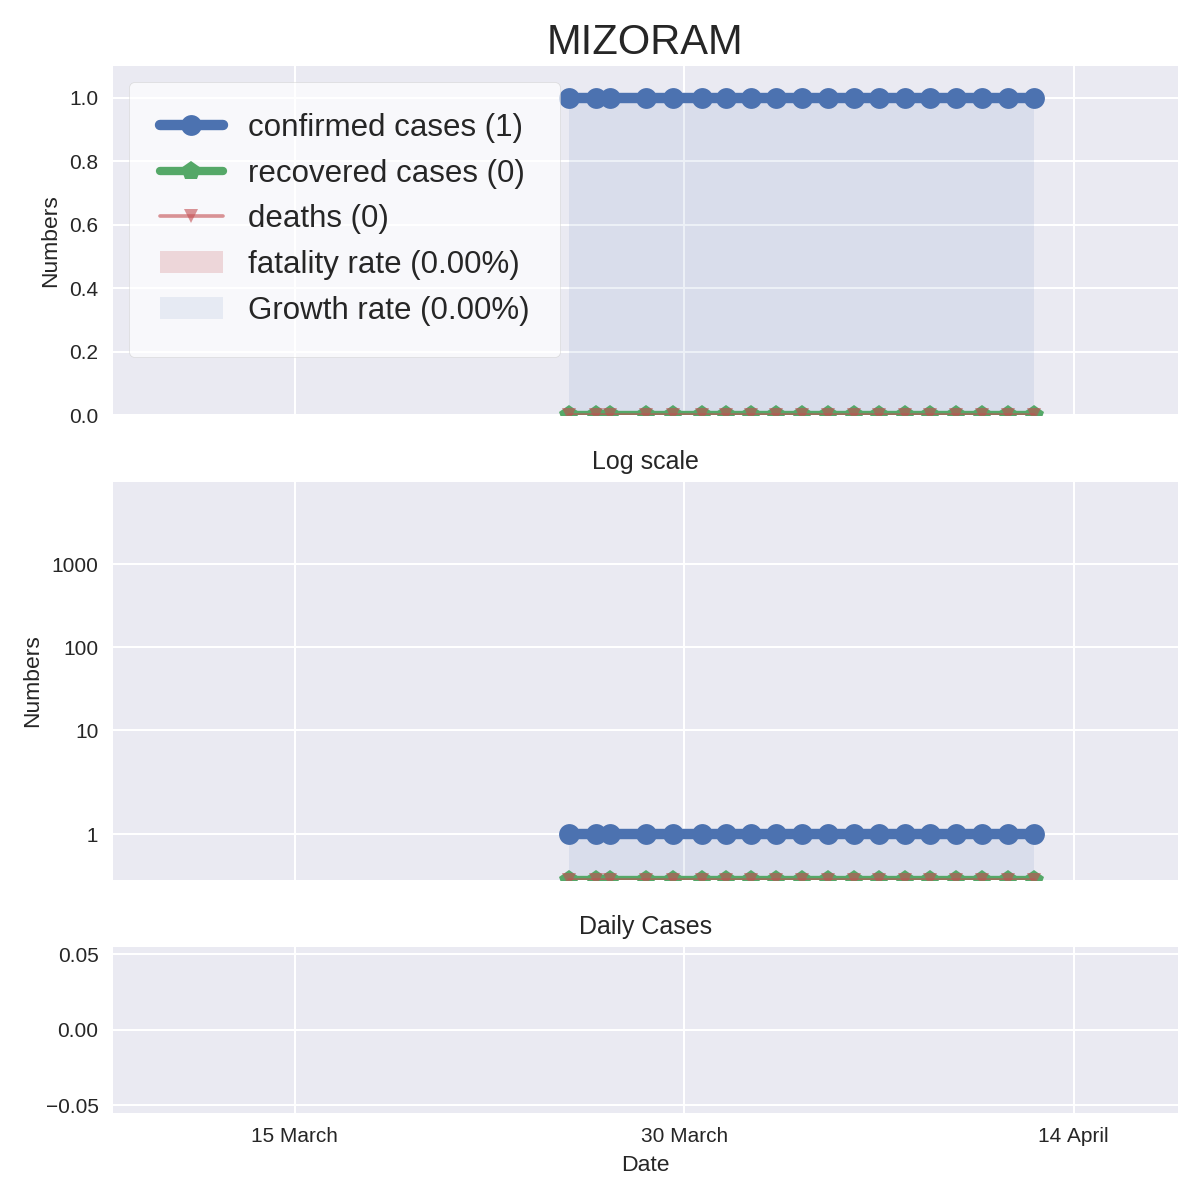 MIZORAM
1.0
0.8
0.6
0.4
0.2
0.0
Numbers
confirmed cases (1)
recovered cases (0)
deaths (0)
fatality rate (0.00%)
Growth rate (0.00%)
Log scale
1000
100
10
1
Numbers
Daily Cases
0.05
0.00
−0.05
15 March
30 March
14 April
Date